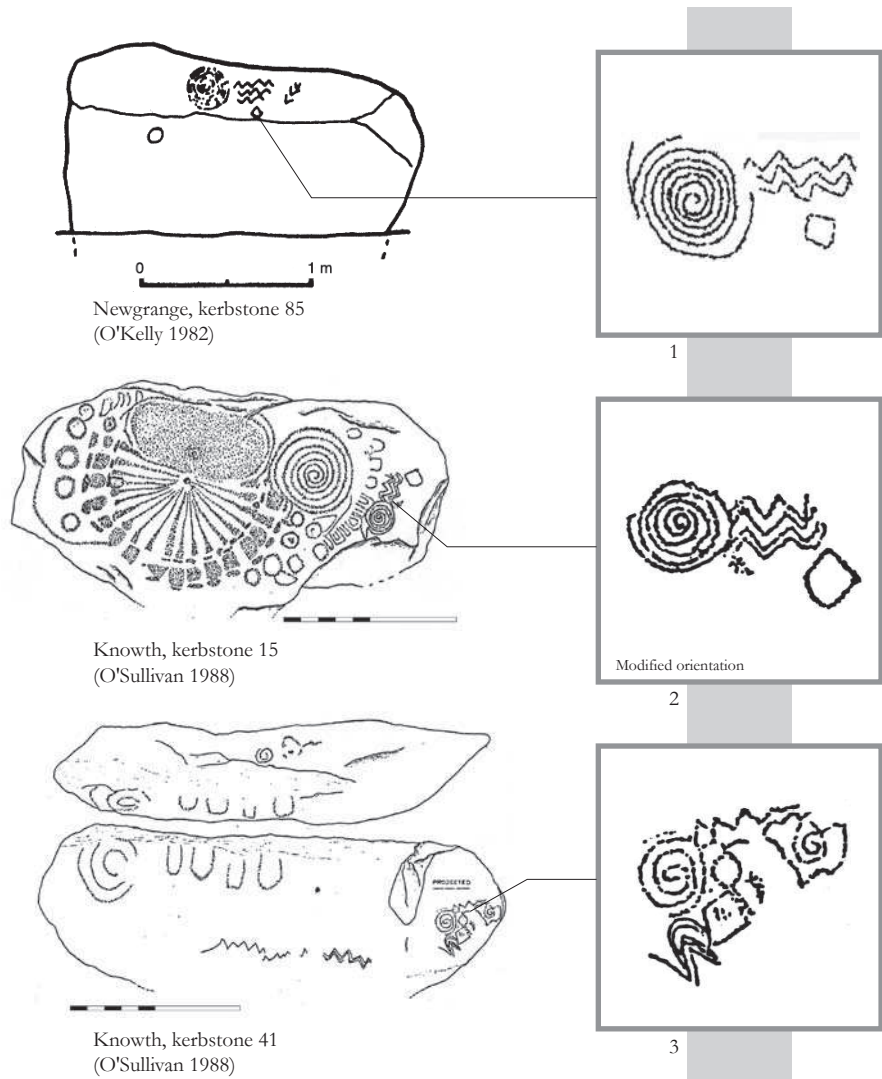 0 1 m
Newgrange, kerbstone 85
(O'Kelly 1982)
1
Knowth, kerbstone 15
(O'Sullivan 1988)
Modified orientation
2
PROJECTED
Knowth, kerbstone 41
(O'Sullivan 1988)
3